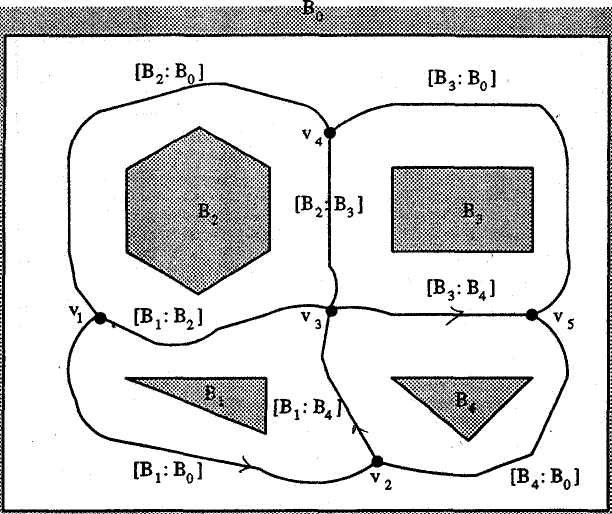 B₀
[B₂: B₀]
[B₃: B₀]
v₄
B₂
[B₂: B₃]
B₃
[B₃: B₄]
v₁
[B₁: B₂]
v₃
v₅
B₁
[B₁: B₄]
B₄
[B₁: B₀]
v₂
[B₄: B₀]